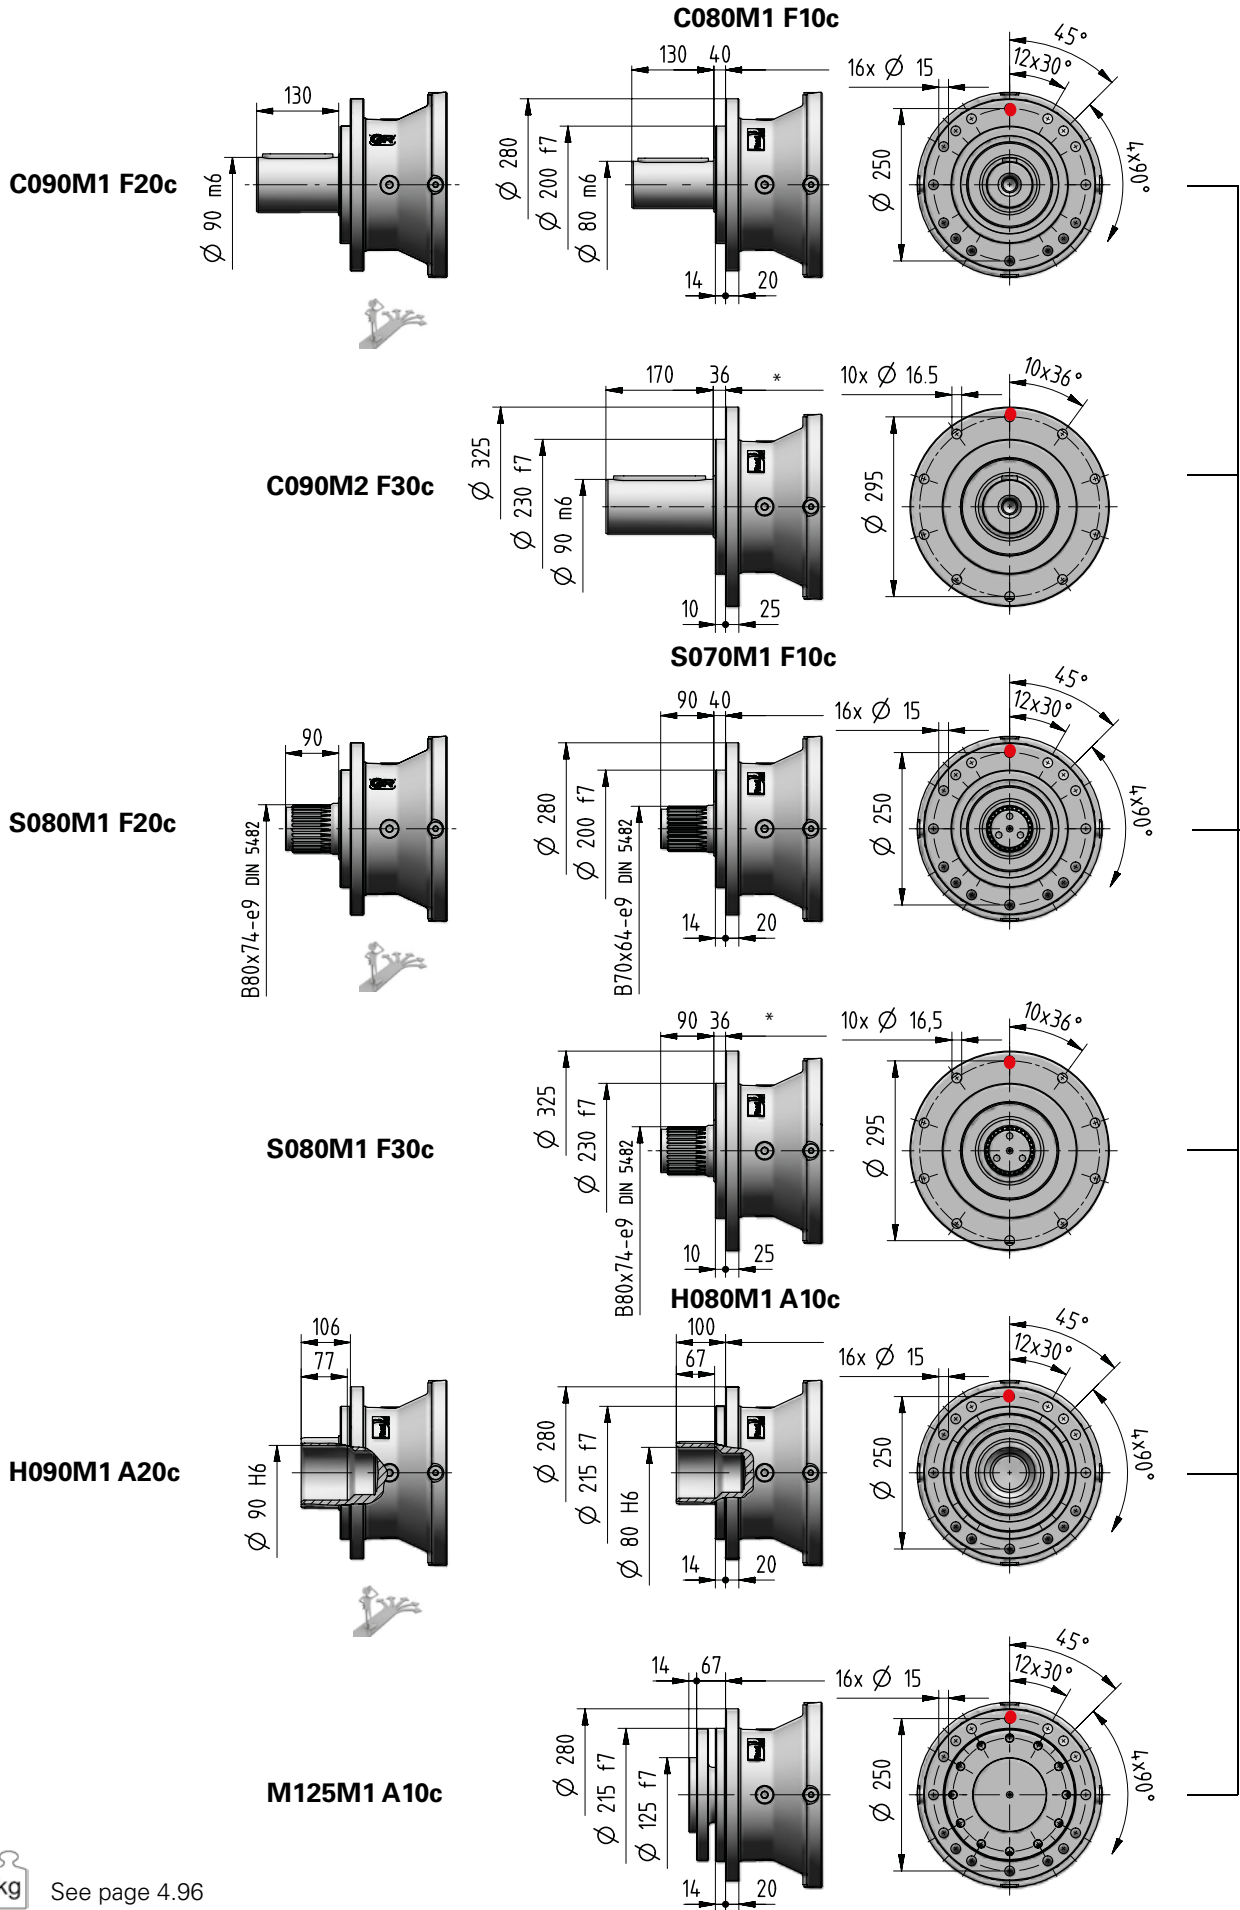 C080M1 F10c
130
40
16x Ø 15
45°
12x30°
4x90°
130
Ø 90 m6
C090M1 F20c
Ø 280
Ø 200 f7
Ø 80 m6
Ø 250
14
20
170
36
*
10x Ø 16.5
10x36°
C090M2 F30c
Ø 325
Ø 230 f7
Ø 90 m6
Ø 295
10
25
S070M1 F10c
90
40
16x Ø 15
45°
12x30°
4x90°
90
S080M1 F20c
B80x74-e9 DIN 5482
Ø 280
Ø 200 f7
B70x64-e9 DIN 5482
Ø 250
14
20
90
36
*
10x Ø 16,5
10x36°
S080M1 F30c
Ø 325
Ø 230 f7
B80x74-e9 DIN 5482
Ø 295
10
25
H080M1 A10c
106
77
100
67
16x Ø 15
45°
12x30°
4x90°
H090M1 A20c
Ø 90 H6
Ø 280
Ø 215 f7
Ø 80 H6
Ø 250
14
20
14
67
16x Ø 15
45°
12x30°
4x90°
M125M1 A10c
Ø 280
Ø 215 f7
Ø 125 f7
Ø 250
14
20
kg
See page 4.96